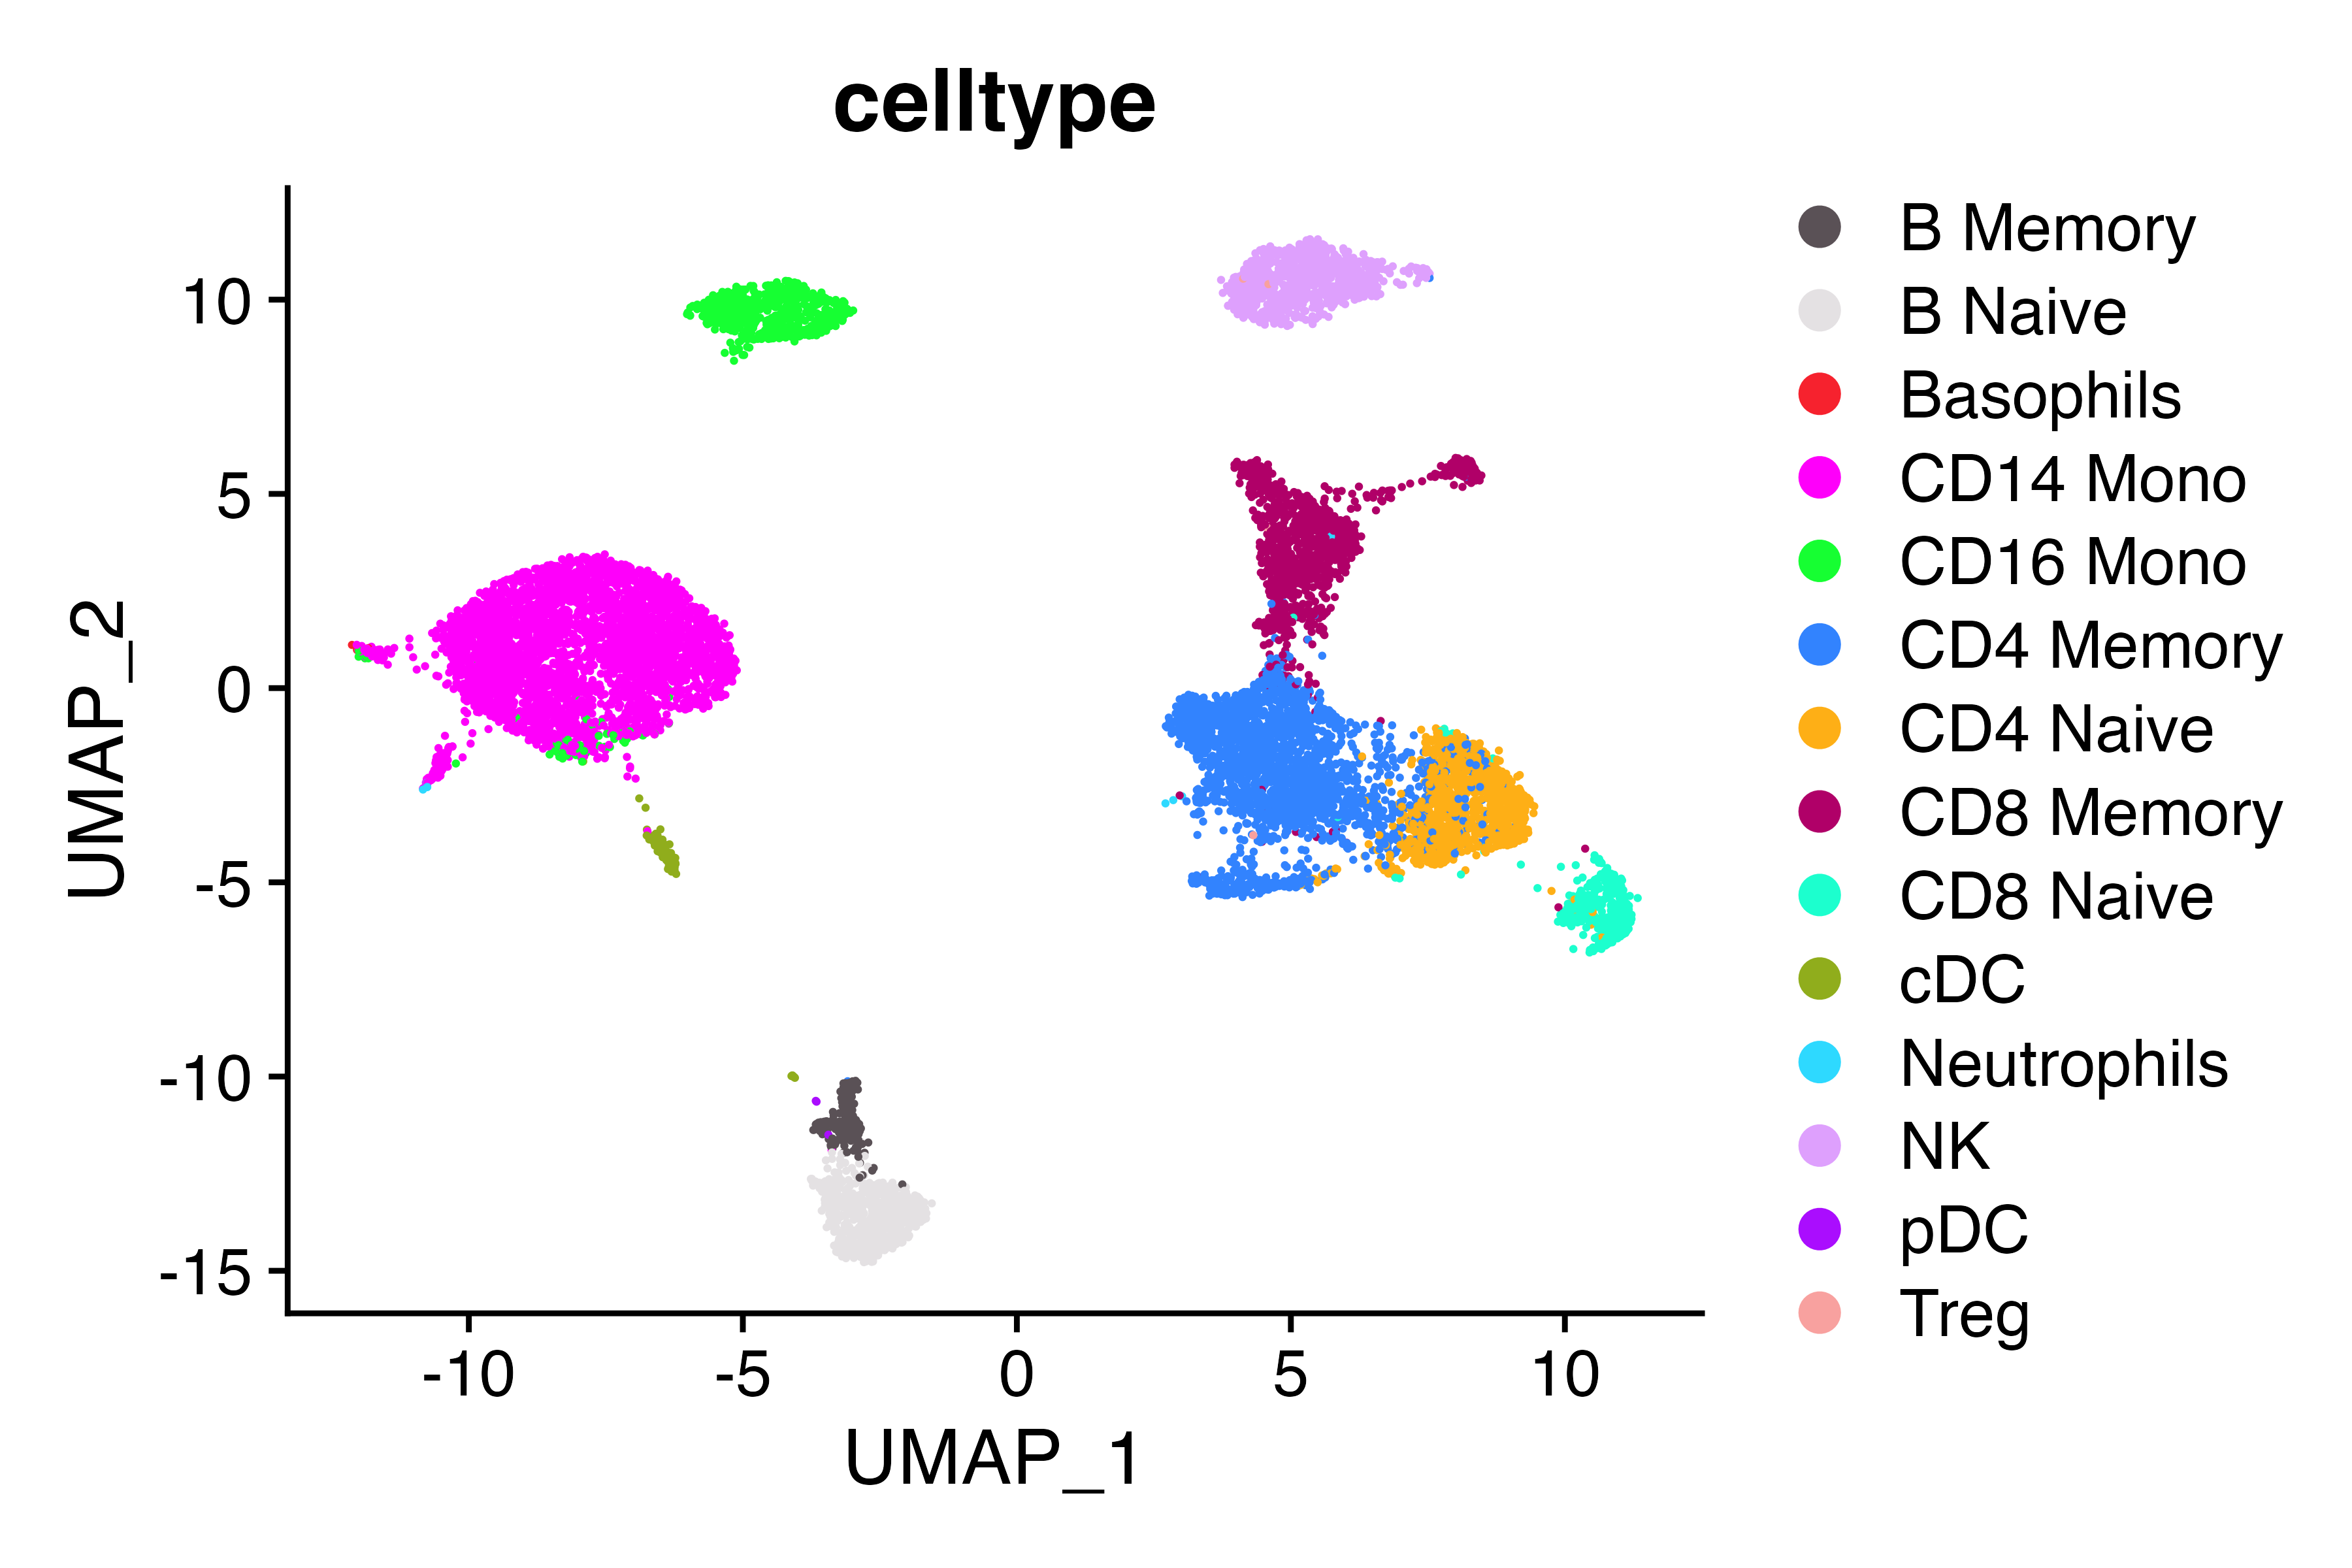 celltype
UMAP_2
10
5
0
-5
-10
-15
-10
-5
0
5
10
UMAP_1
B Memory
B Naive
Basophils
CD14 Mono
CD16 Mono
CD4 Memory
CD4 Naive
CD8 Memory
CD8 Naive
cDC
Neutrophils
NK
pDC
Treg